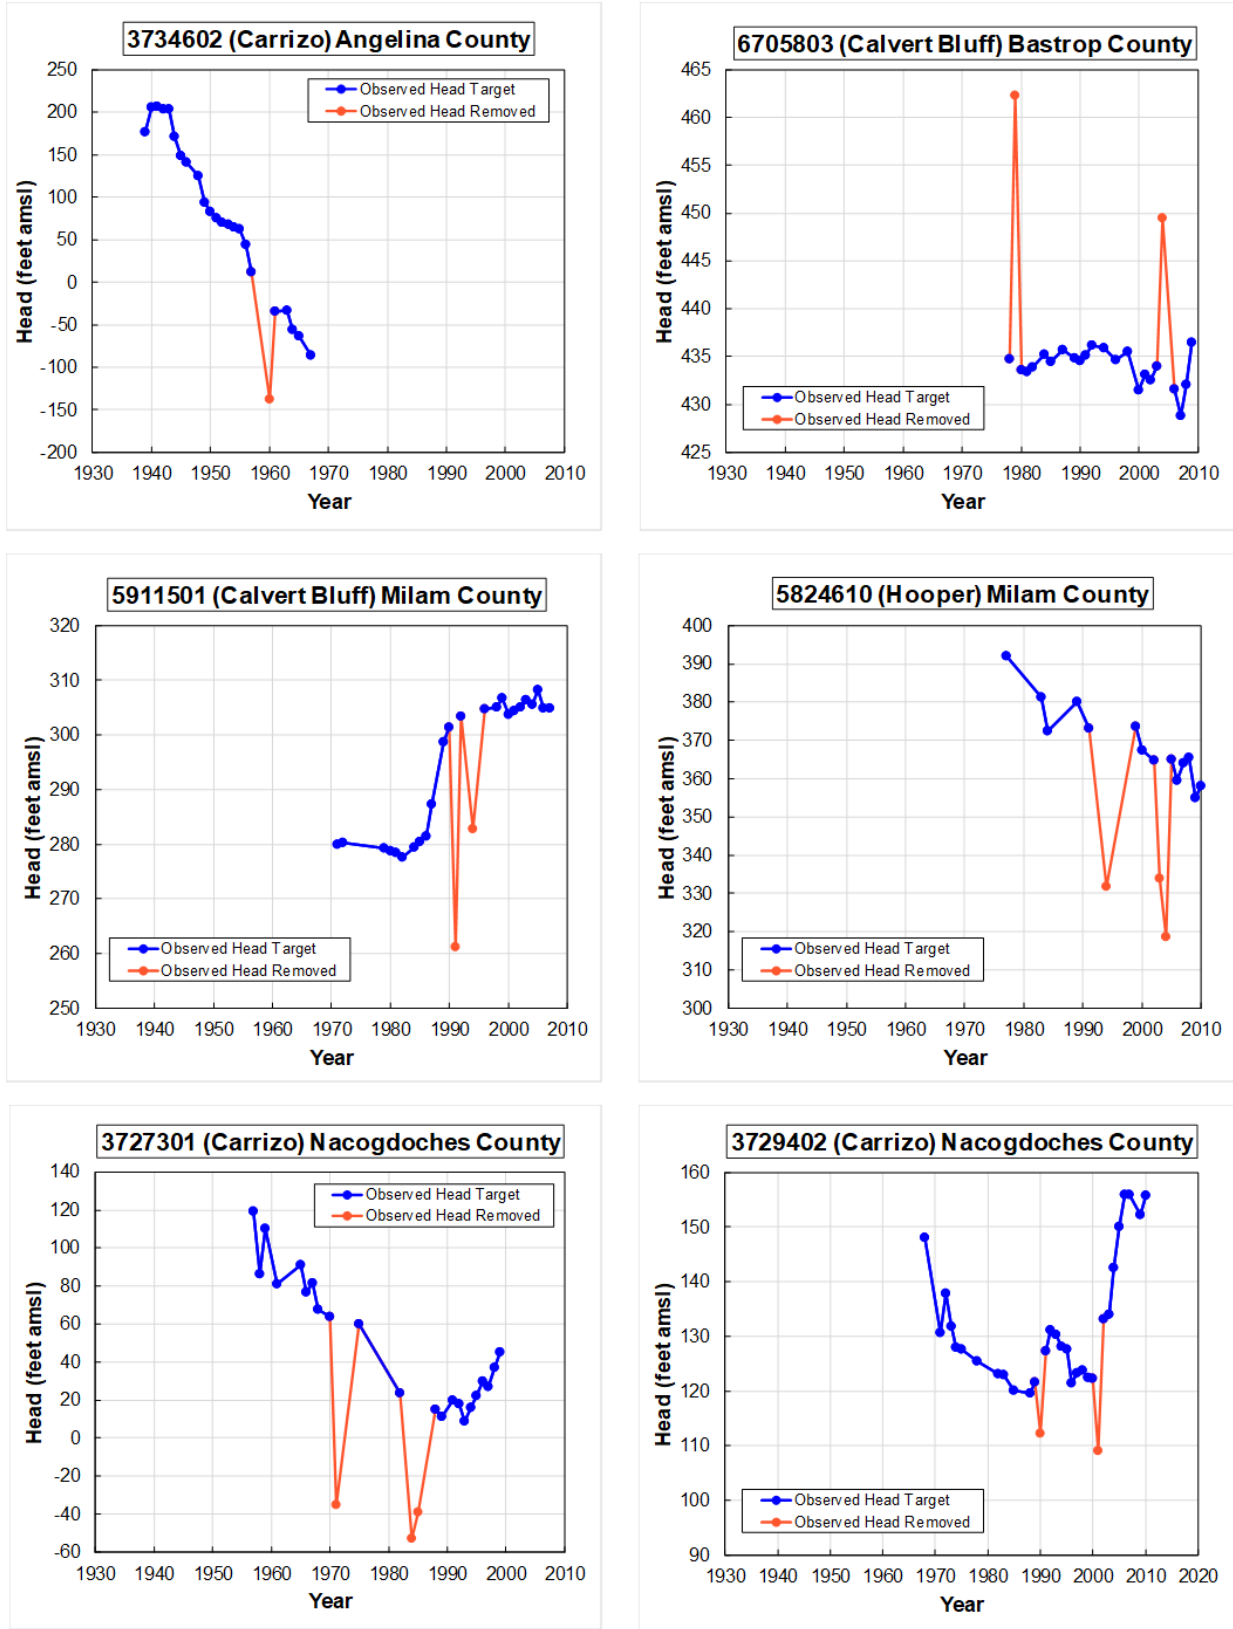 3734602 (Carrizo) Angelina County
250
200
150
100
50
0
-50
-100
-150
-200
Head (feet amsl)
Observed Head Target
Observed Head Removed
1930 1940 1950 1960 1970 1980 1990 2000 2010
Year
6705803 (Calvert Bluff) Bastrop County
465
460
455
450
445
440
435
430
425
Head (feet amsl)
Observed Head Target
Observed Head Removed
1930 1940 1950 1960 1970 1980 1990 2000 2010
Year
5911501 (Calvert Bluff) Milam County
320
310
300
290
280
270
260
250
Head (feet amsl)
Observed Head Target
Observed Head Removed
1930 1940 1950 1960 1970 1980 1990 2000 2010
Year
5824610 (Hooper) Milam County
400
390
380
370
360
350
340
330
320
310
300
Head (feet amsl)
Observed Head Target
Observed Head Removed
1930 1940 1950 1960 1970 1980 1990 2000 2010
Year
3727301 (Carrizo) Nacogdoches County
140
120
100
80
60
40
20
0
-20
-40
-60
Head (feet amsl)
Observed Head Target
Observed Head Removed
1930 1940 1950 1960 1970 1980 1990 2000 2010
Year
3729402 (Carrizo) Nacogdoches County
160
150
140
130
120
110
100
90
Head (feet amsl)
Observed Head Target
Observed Head Removed
1930 1940 1950 1960 1970 1980 1990 2000 2010 2020
Year